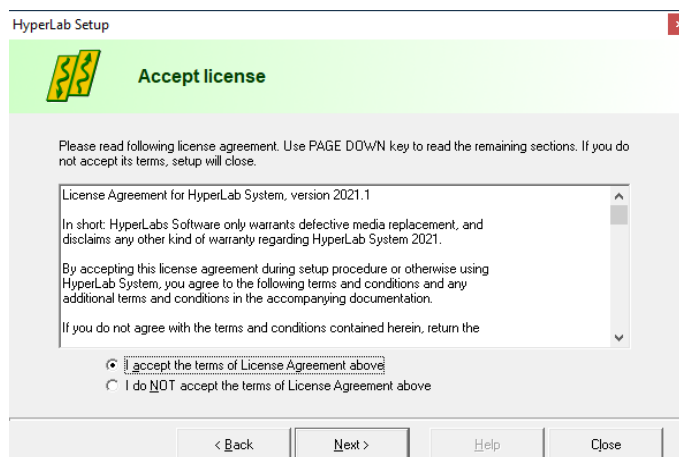 HyperLab Setup
Accept license
Please read following license agreement. Use PAGE DOWN key to read the remaining sections. If you do
not accept its terms, setup will close.
License Agreement for HyperLab System, version 2021.1
In short: HyperLabs Software only warrants defective media replacement, and
disclaims any other kind of warranty regarding HyperLab System 2021.
By accepting this license agreement during setup procedure or otherwise using
HyperLab System, you agree to the following terms and conditions and any
additional terms and conditions in the accompanying documentation.
If you do not agree with the terms and conditions contained herein, return the
I accept the terms of License Agreement above
I do NOT accept the terms of License Agreement above
< Back
Next >
Help
Close